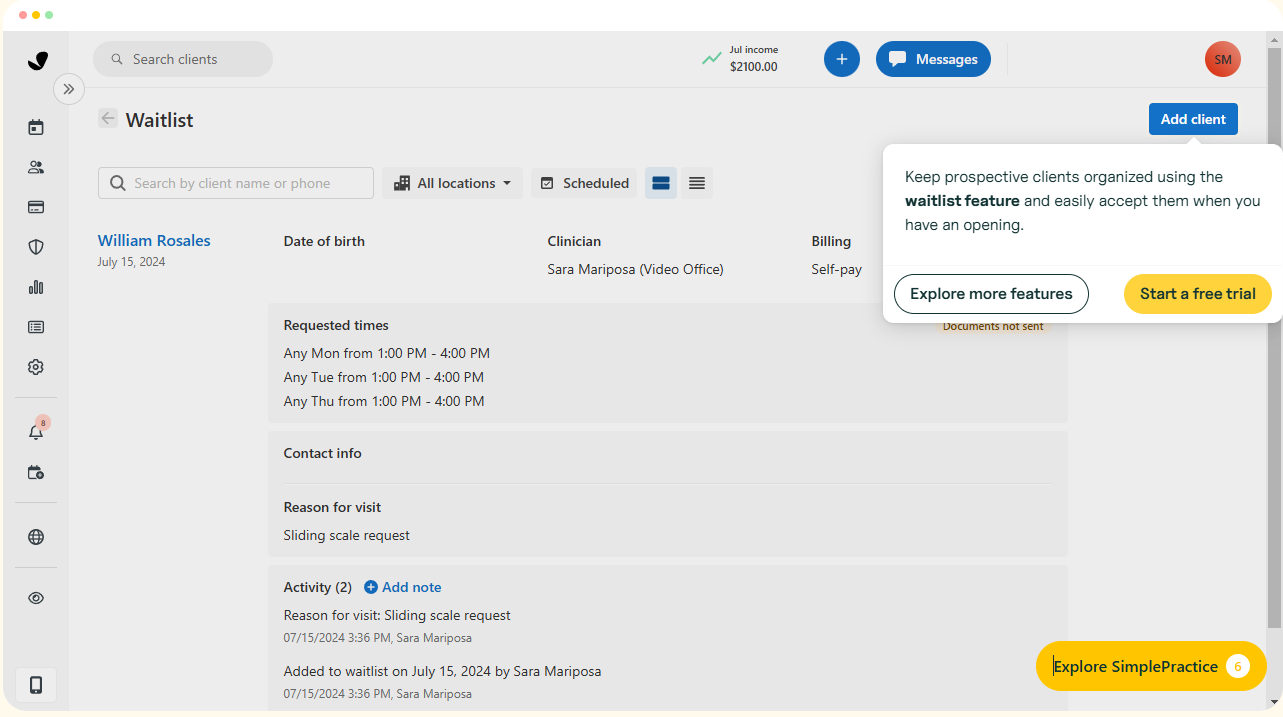 Search clients
Jul income
$2100.00
Messages
SM
Waitlist
Add client
Search by client name or phone
All locations
Scheduled
Keep prospective clients organized using the
waitlist feature and easily accept them when you
have an opening.
Explore more features
Start a free trial
William Rosales
July 15, 2024
Date of birth
Clinician
Sara Mariposa (Video Office)
Billing
Self-pay
Documents not sent
Requested times
Any Mon from 1:00 PM - 4:00 PM
Any Tue from 1:00 PM - 4:00 PM
Any Thu from 1:00 PM - 4:00 PM
8
Contact info
Reason for visit
Sliding scale request
Activity (2)
Add note
Reason for visit: Sliding scale request
07/15/2024 3:36 PM, Sara Mariposa
Added to waitlist on July 15, 2024 by Sara Mariposa
07/15/2024 3:36 PM, Sara Mariposa
Explore SimplePractice 6